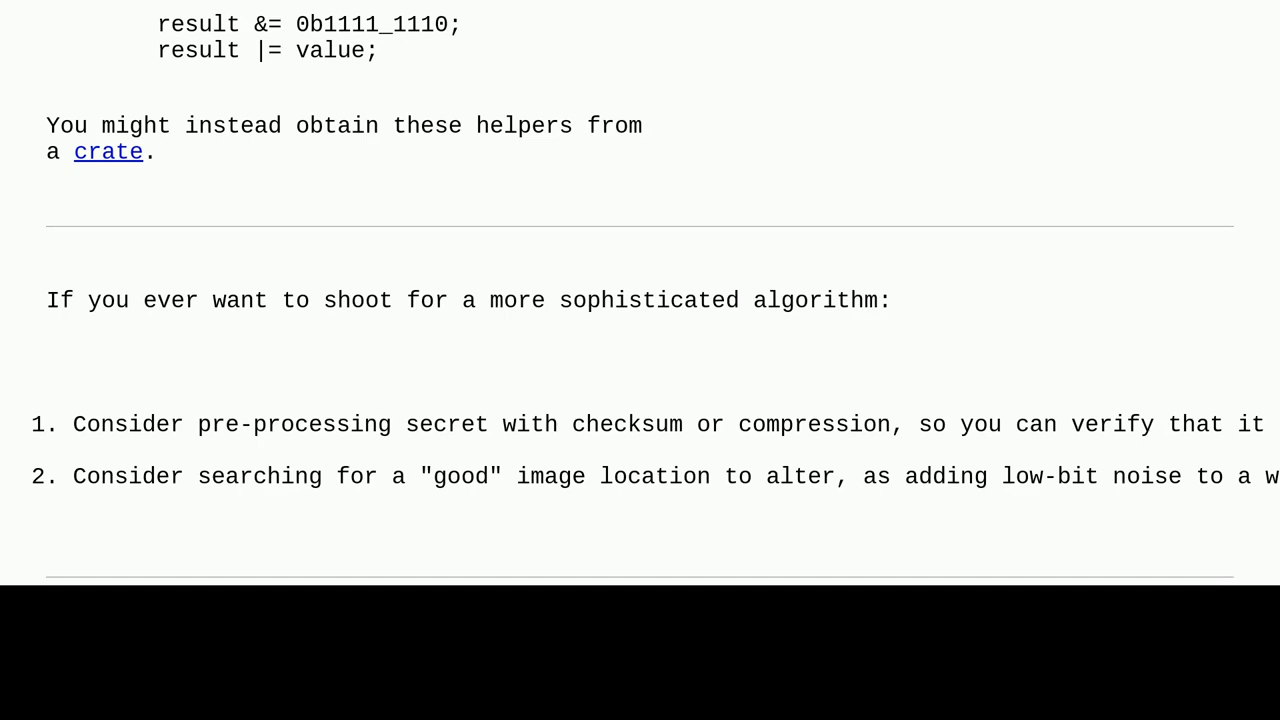 result &= 0b1111_1110;
result |= value;
You might instead obtain these helpers from
a crate.
If you ever want to shoot for a more sophisticated algorithm:
1. Consider pre-processing secret with checksum or compression, so you can verify that it
2. Consider searching for a "good" image location to alter, as adding low-bit noise to a